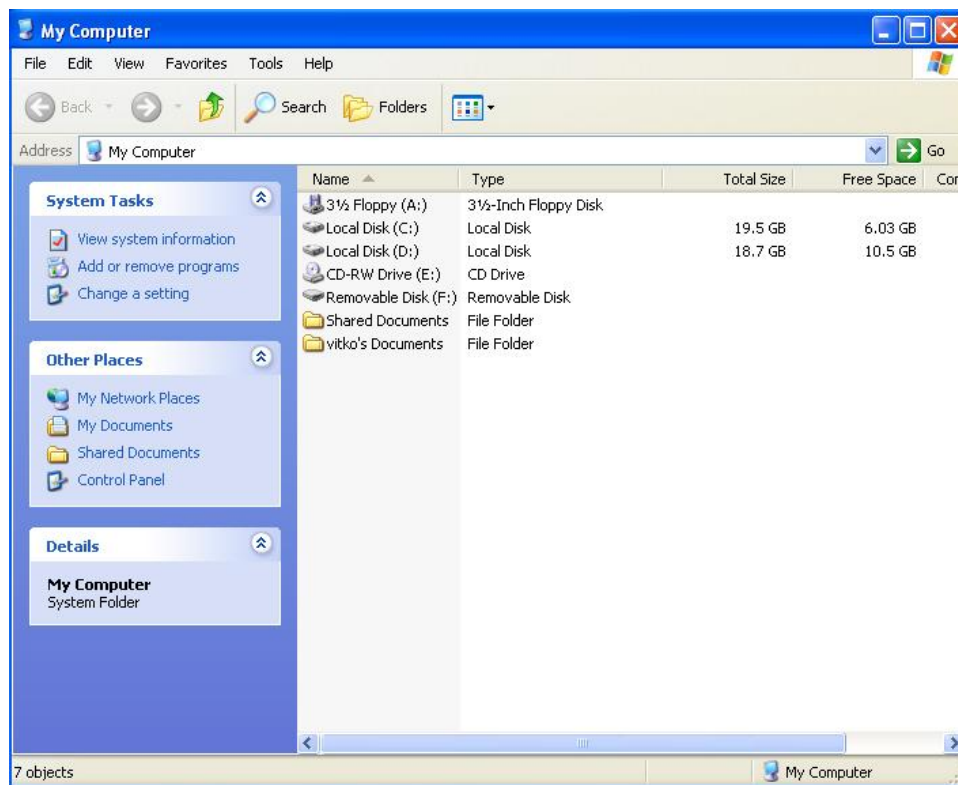 My Computer
File Edit View Favorites Tools Help
Back Search Folders
Address My Computer Go
System Tasks
View system information
Add or remove programs
Change a setting
Other Places
My Network Places
My Documents
Shared Documents
Control Panel
Details
My Computer
System Folder
Name Type Total Size Free Space Cor
3½ Floppy (A:) 3½-Inch Floppy Disk
Local Disk (C:) Local Disk 19.5 GB 6.03 GB
Local Disk (D:) Local Disk 18.7 GB 10.5 GB
CD-RW Drive (E:) CD Drive
Removable Disk (F:) Removable Disk
Shared Documents File Folder
vitko's Documents File Folder
7 objects My Computer